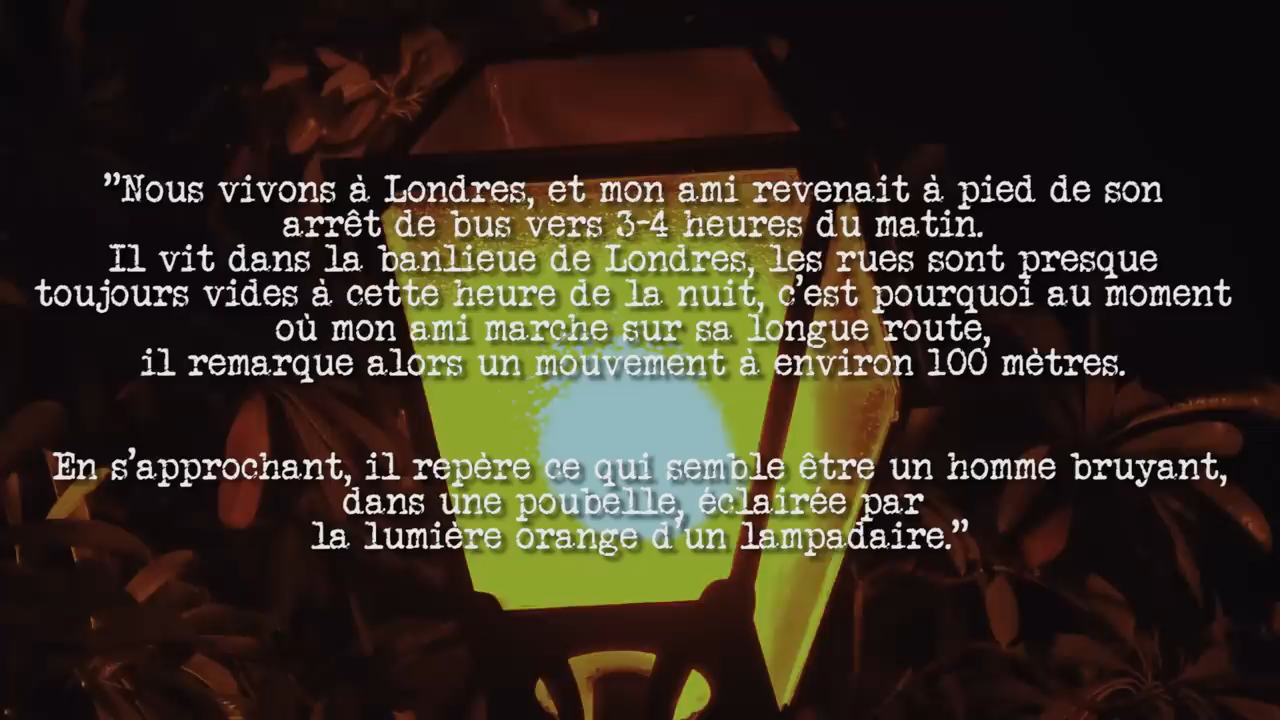 "Nous vivons à Londres, et mon ami revenait à pied de son
arrêt de bus vers 3-4 heures du matin.
Il vit dans la banlieue de Londres, les rues sont presque
toujours vides à cette heure de la nuit, c'est pourquoi au moment
où mon ami marche sur sa longue route,
il remarque alors un mouvement à environ 100 mètres.
En s'approchant, il repère ce qui semble être un homme bruyant,
dans une poubelle, éclairée par
la lumière orange d'un lampadaire."